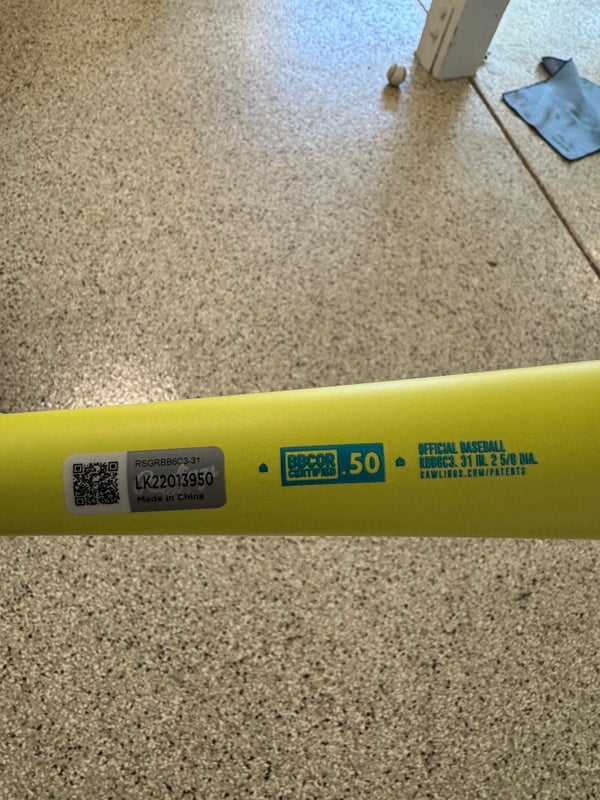 RSGRBB6C3-31
LK22013950
Made in China
BBCOR
CERTIFIED
.50
OFFICIAL BASEBALL
RBB6C3. 31 IN. 2 5/8 DIA.
RAWLINGS.COM/PATENTS